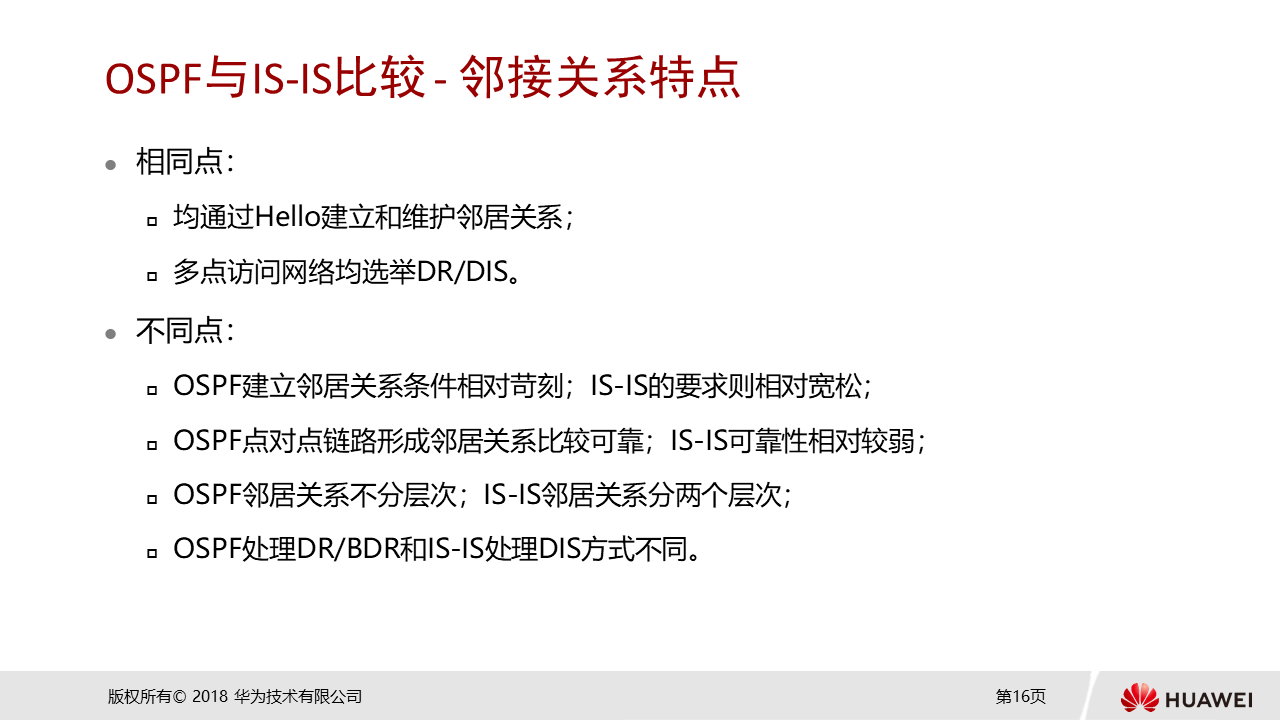 OSPF与IS-IS比较 - 邻接关系特点
相同点：
均通过Hello建立和维护邻居关系；
多点访问网络均选举DR/DIS。
不同点：
OSPF建立邻居关系条件相对苛刻；IS-IS的要求则相对宽松；
OSPF点对点链路形成邻居关系比较可靠；IS-IS可靠性相对较弱；
OSPF邻居关系不分层次；IS-IS邻居关系分两个层次；
OSPF处理DR/BDR和IS-IS处理DIS方式不同。
版权所有© 2018 华为技术有限公司
第16页
HUAWEI